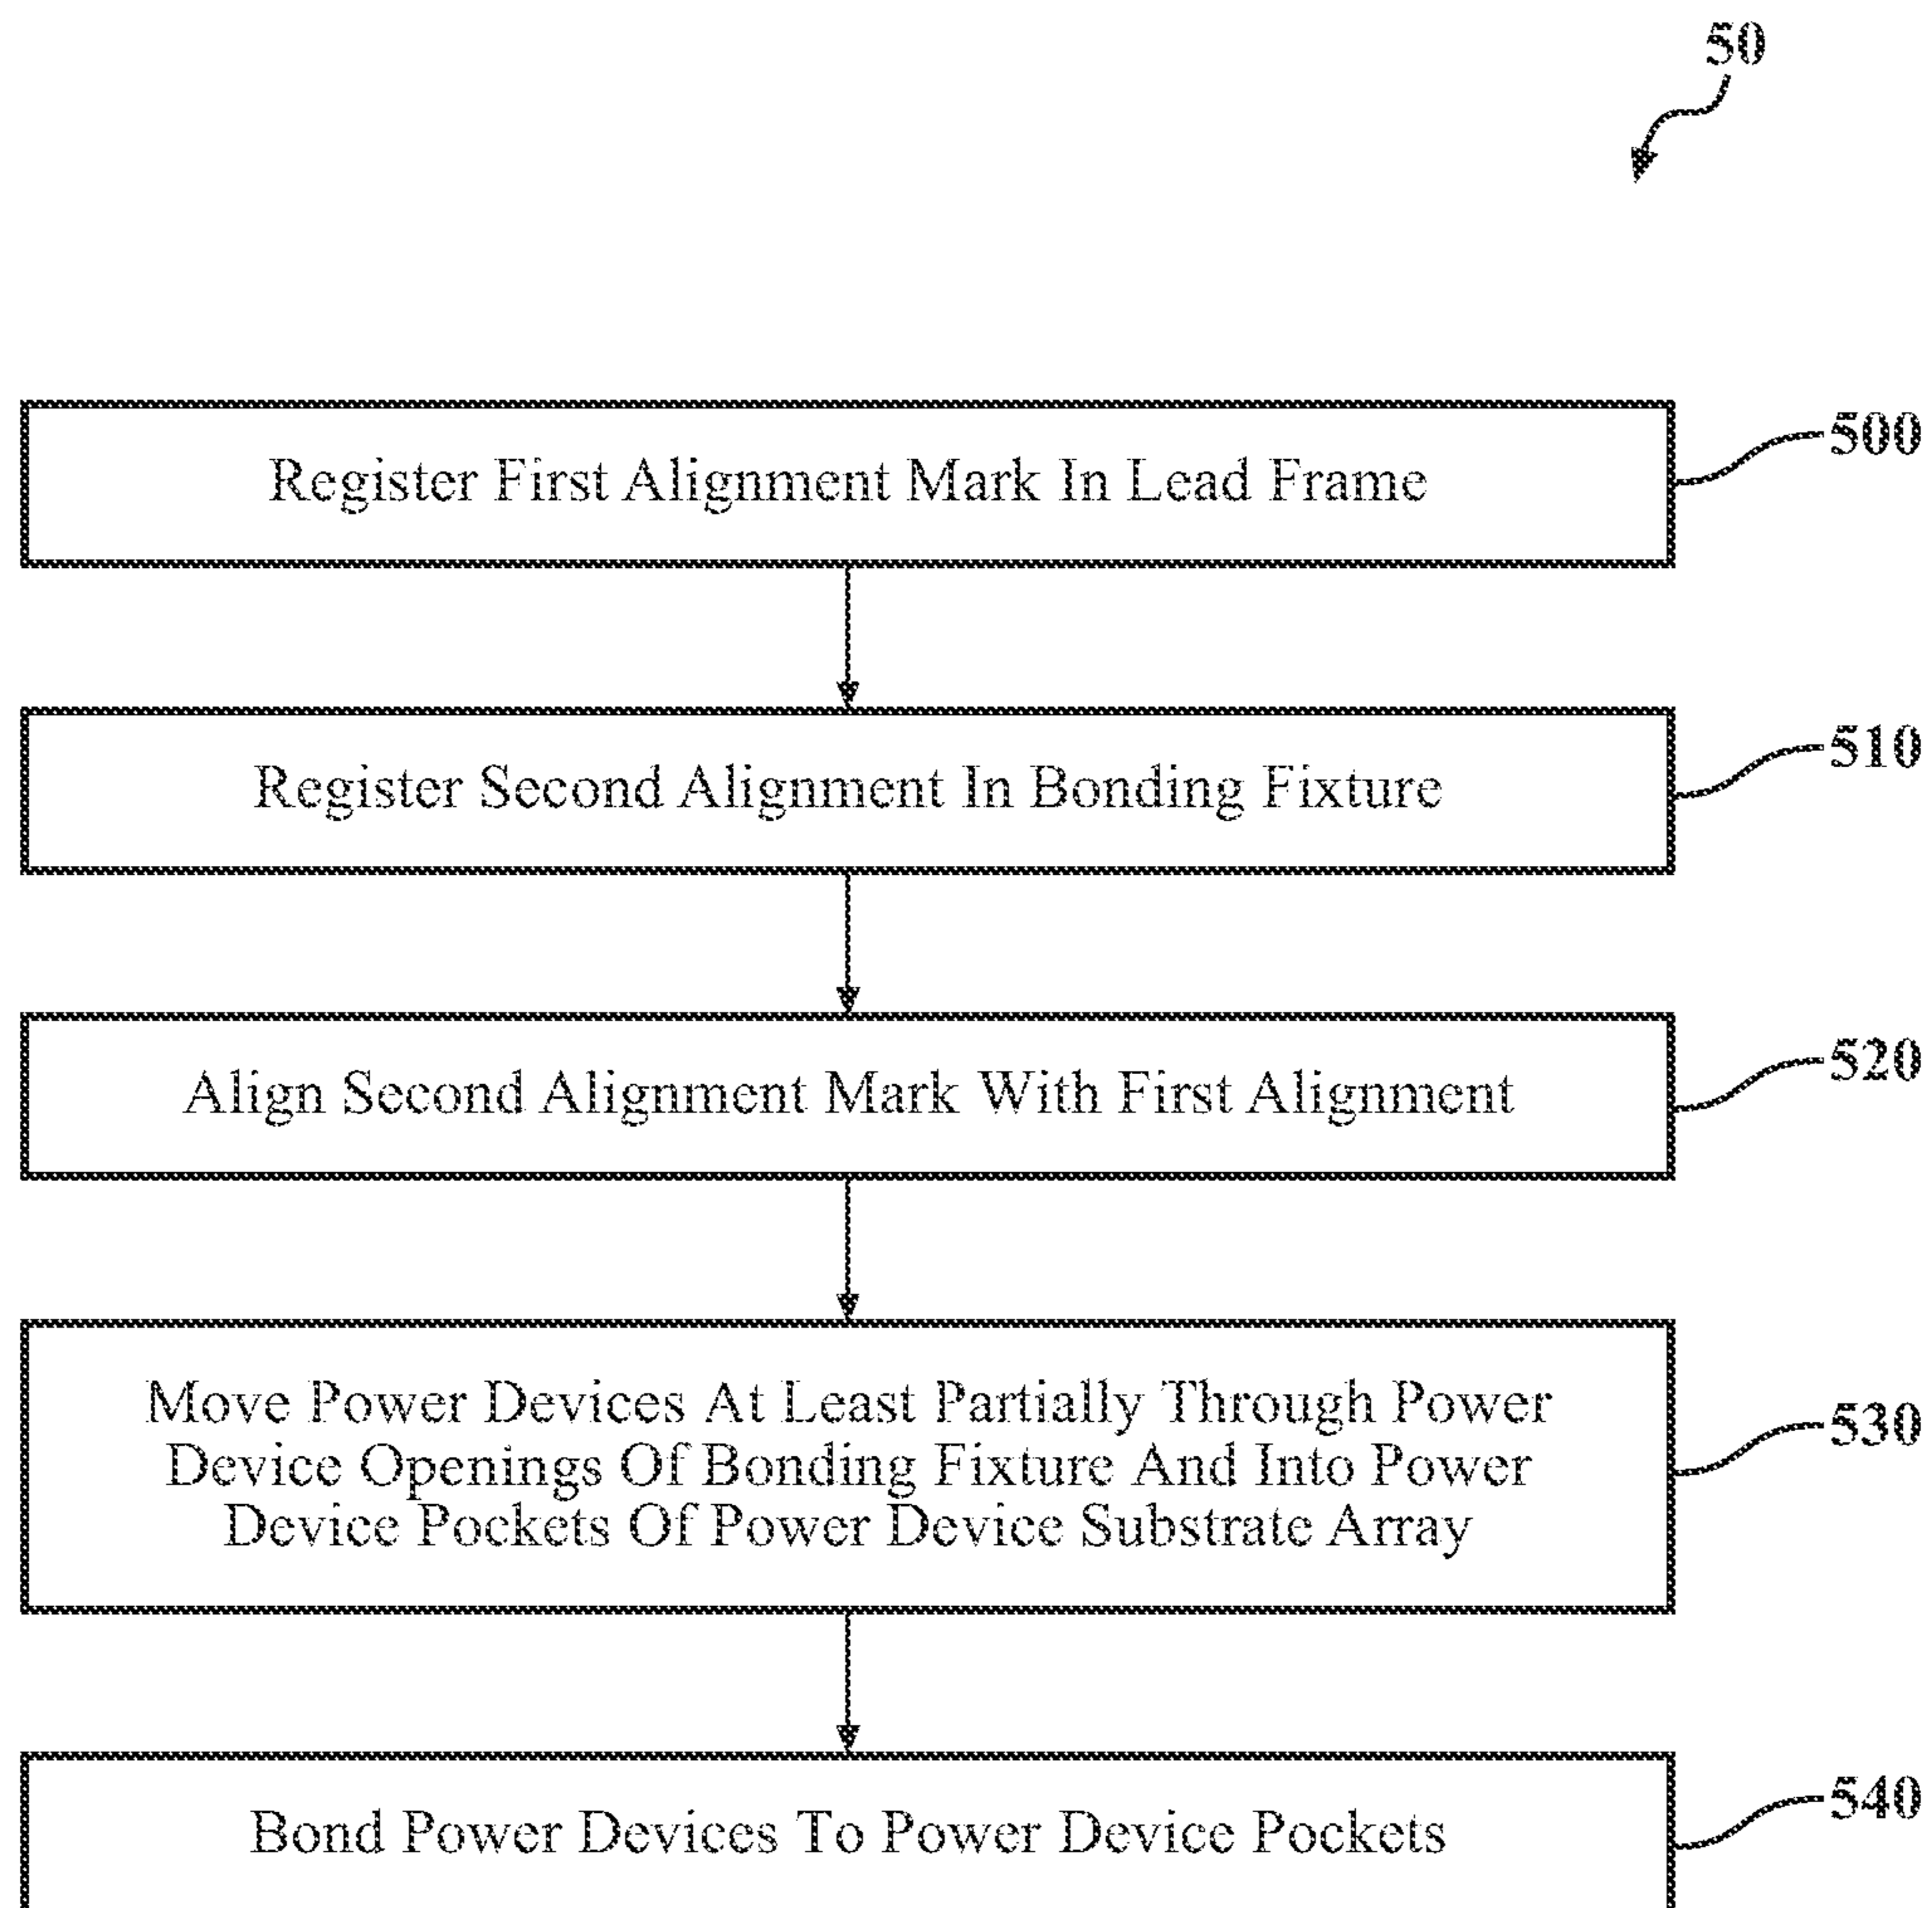 50
Register First Alignment Mark In Lead Frame
500
Register Second Alignment In Bonding Fixture
510
Align Second Alignment Mark With First Alignment
520
Move Power Devices At Least Partially Through Power
Device Openings Of Bonding Fixture And Into Power
Device Pockets Of Power Device Substrate Array
530
Bond Power Devices To Power Device Pockets
540